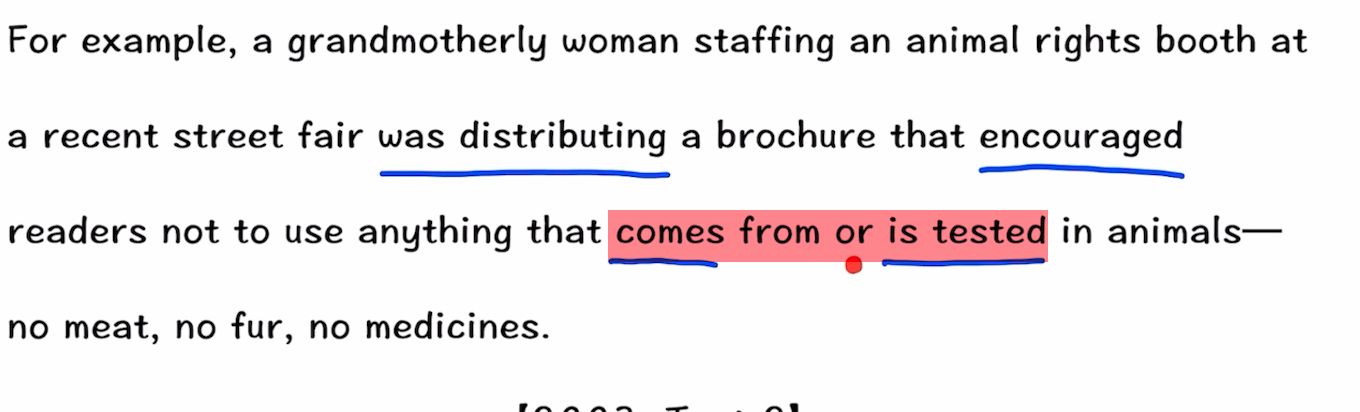 For example, a grandmotherly woman staffing an animal rights booth at
a recent street fair was distributing a brochure that encouraged
readers not to use anything that comes from or is tested in animals—
no meat, no fur, no medicines.